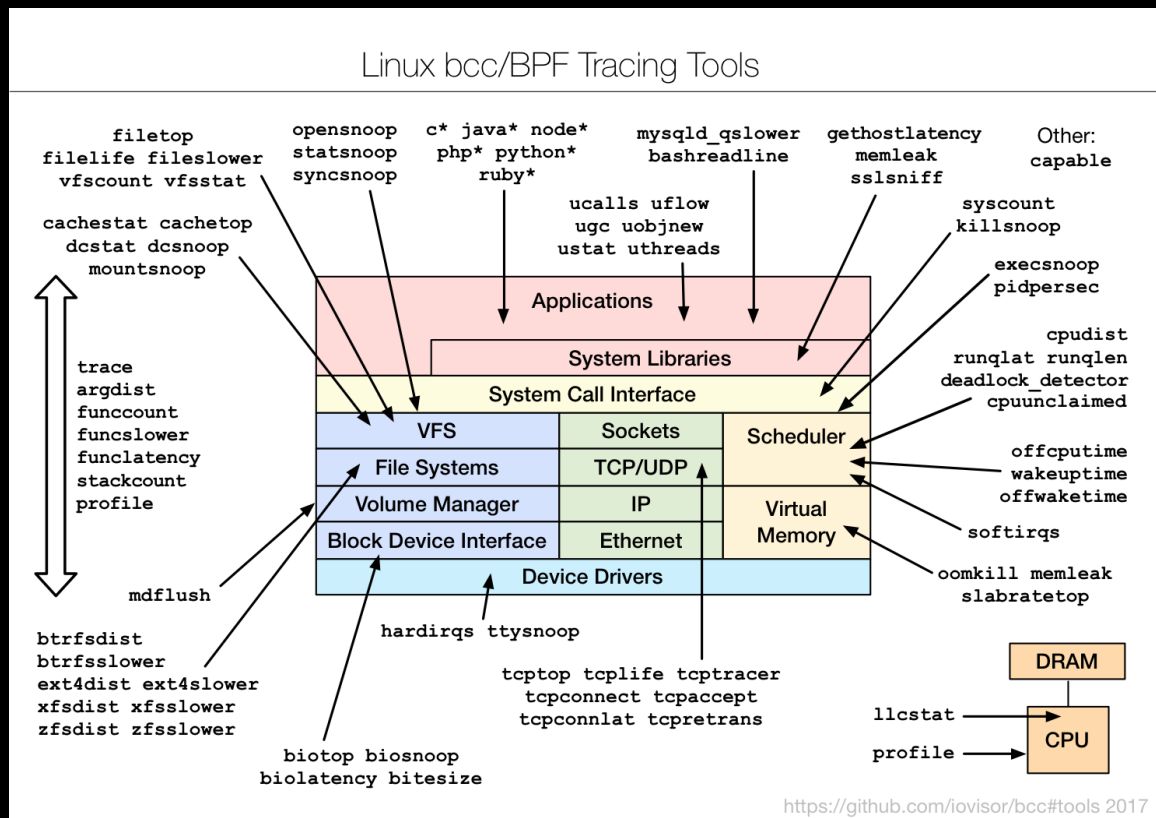 Linux bcc/BPF Tracing Tools
filetop
filelife fileslower
vfscount vfsstat
opensnoop
statsnoop
syncsnoop
c* java* node*
php* python*
ruby*
mysqld_qslower
bashreadline
gethostlatency
memleak
sslsniff
Other:
capable
cachestat cachetop
dcstat dcsnoop
mountsnoop
ucalls uflow
ugc uobjnew
ustat uthreads
syscount
killsnoop
execsnoop
pidpersec
cpudist
runqlat runqlen
deadlock_detector
cpuunclaimed
offcputime
wakeuptime
offwaketime
softirqs
oomkill memleak
slabratetop
trace
argdist
funccount
funcslower
funclatency
stackcount
profile
Applications
System Libraries
System Call Interface
VFS
Sockets
Scheduler
File Systems
TCP/UDP
Volume Manager
IP
Virtual
Memory
Block Device Interface
Ethernet
Device Drivers
mdflush
hardirqs ttysnoop
btrfsdist
btrfsslower
ext4dist ext4slower
xfsdist xfsslower
zfsdist zfsslower
tcptop tcplife tcptracer
tcpconnect tcpaccept
tcpconnlat tcpretrans
biotop biosnoop
biolatency bitesize
DRAM
llcstat
CPU
profile
https://github.com/iovisor/bcc#tools 2017